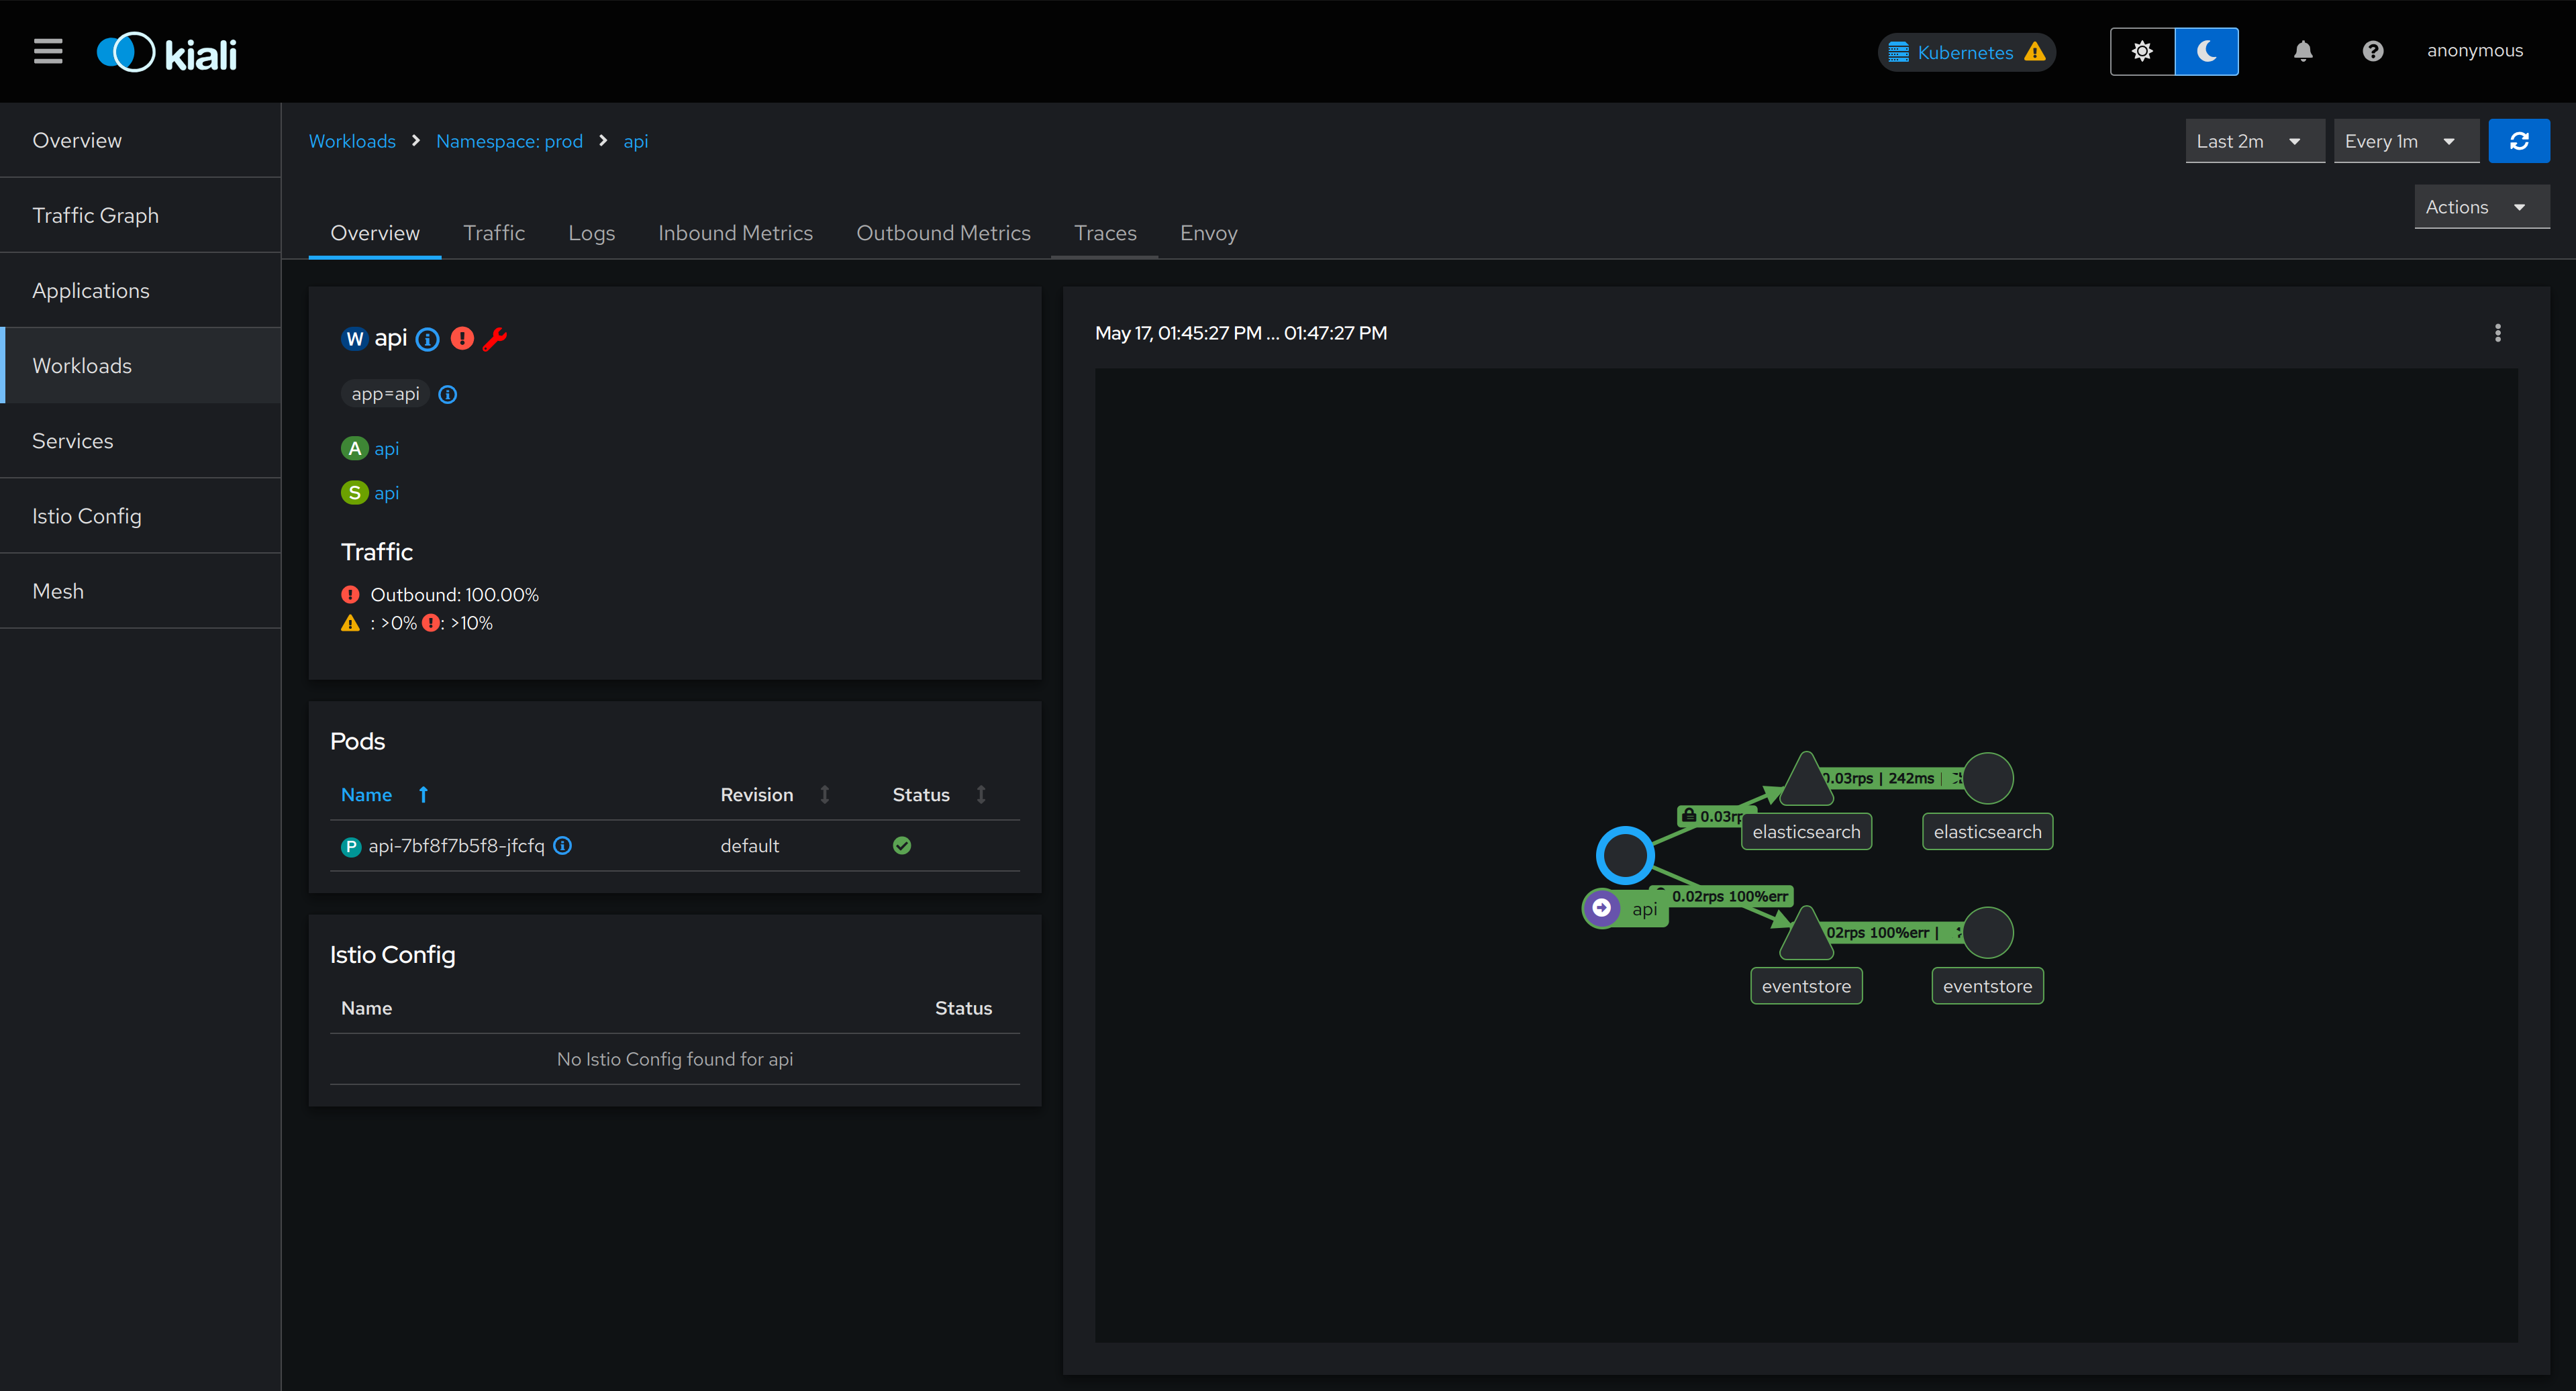 kiali
Kubernetes
anonymous
Overview
Traffic Graph
Applications
Workloads
Services
Istio Config
Mesh
Workloads Namespace: prod api
Last 2m Every 1m
Actions
Overview Traffic Logs Inbound Metrics Outbound Metrics Traces Envoy
W api
app=api
A api
S api
Traffic
Outbound: 100.00%
: >0% : >10%
Pods
Name Revision Status
P api-7bf8f7b5f8-jfcfq default
Istio Config
Name Status
No Istio Config found for api
May 17, 01:45:27 PM ... 01:47:27 PM
0.03rps | 242ms |
0.03rp
elasticsearch elasticsearch
0.02rps 100%err
api
02rps 100%err |
eventstore eventstore